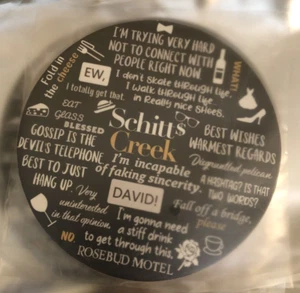 I'M TRYING VERY HARD
NOT TO CONNECT WITH
PEOPLE RIGHT NOW
WHAT!
Fold in
the cheese
EW,
I don't skate through life,
I walk through life
in Really nice shoes.
I totally get that.
EAT
GLASS
BLESSED
Schitt's
Creek
BEST WISHES
WARMEST REGARDS
GOSSIP IS THE
DEVIL'S TELEPHONE
BEST TO JUST
HANG UP.
Disgruntled pelican
I'm incapable
of faking sincerity.
A HASHTAG? IS THAT
TWO WORDS?
DAVID!
Very
uninterested
in that opinion
Fall off a bridge,
please
I'm gonna need
a stiff drink
to get through this.
NO
ROSEBUD MOTEL